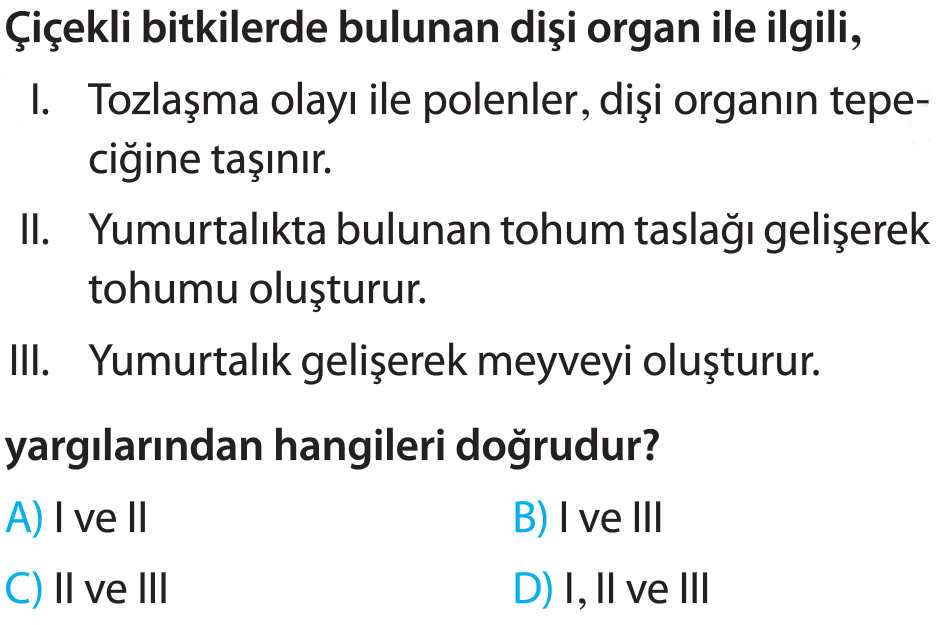 Çiçekli bitkilerde bulunan dişi organ ile ilgili,
I. Tozlaşma olayı ile polenler, dişi organın tepe-
ciğine taşınır.
II. Yumurtalıkta bulunan tohum taslağı gelişerek
tohumu oluşturur.
III. Yumurtalık gelişerek meyveyi oluşturur.
yargılarından hangileri doğrudur?
A) I ve II B) I ve III
C) II ve III D) I, II ve III